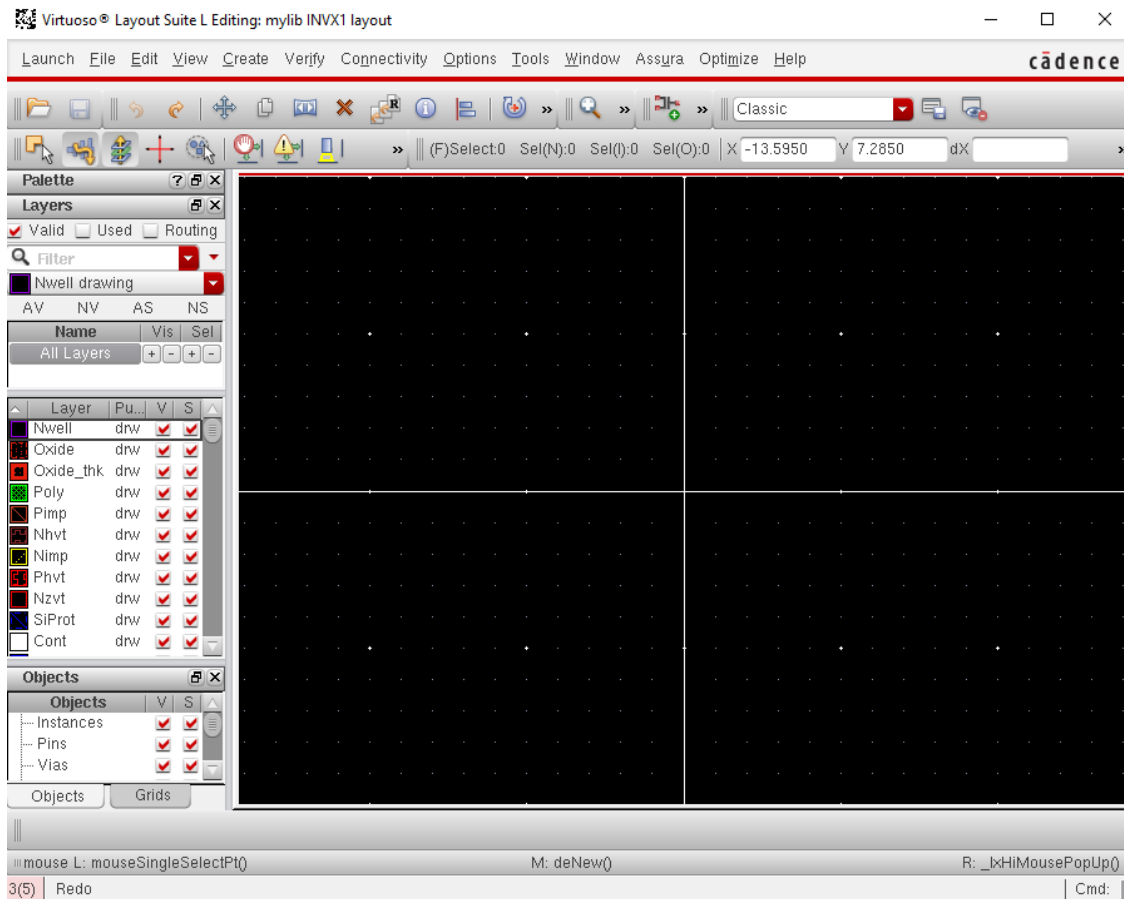 Virtuoso® Layout Suite L Editing: mylib INVX1 layout
Launch File Edit View Create Verify Connectivity Options Tools Window Assura Optimize Help cādence
R » » » Classic
» (F)Select:0 Sel(N):0 Sel(I):0 Sel(O):0 X -13.5950 Y 7.2850 dX »
Palette ?
Layers
Valid Used Routing
Filter
Nwell drawing
AV NV AS NS
Name Vis Sel
All Layers + - + -
Layer Pu... V S
Nwell drw
Oxide drw
Oxide_thk drw
Poly drw
Pimp drw
Nhvt drw
Nimp drw
Phvt drw
Nzvt drw
SiProt drw
Cont drw
Objects
Objects V S
Instances
Pins
Vias
Objects Grids
mouse L: mouseSingleSelectPt() M: deNew() R: _lxHiMousePopUp()
3(5) Redo Cmd: